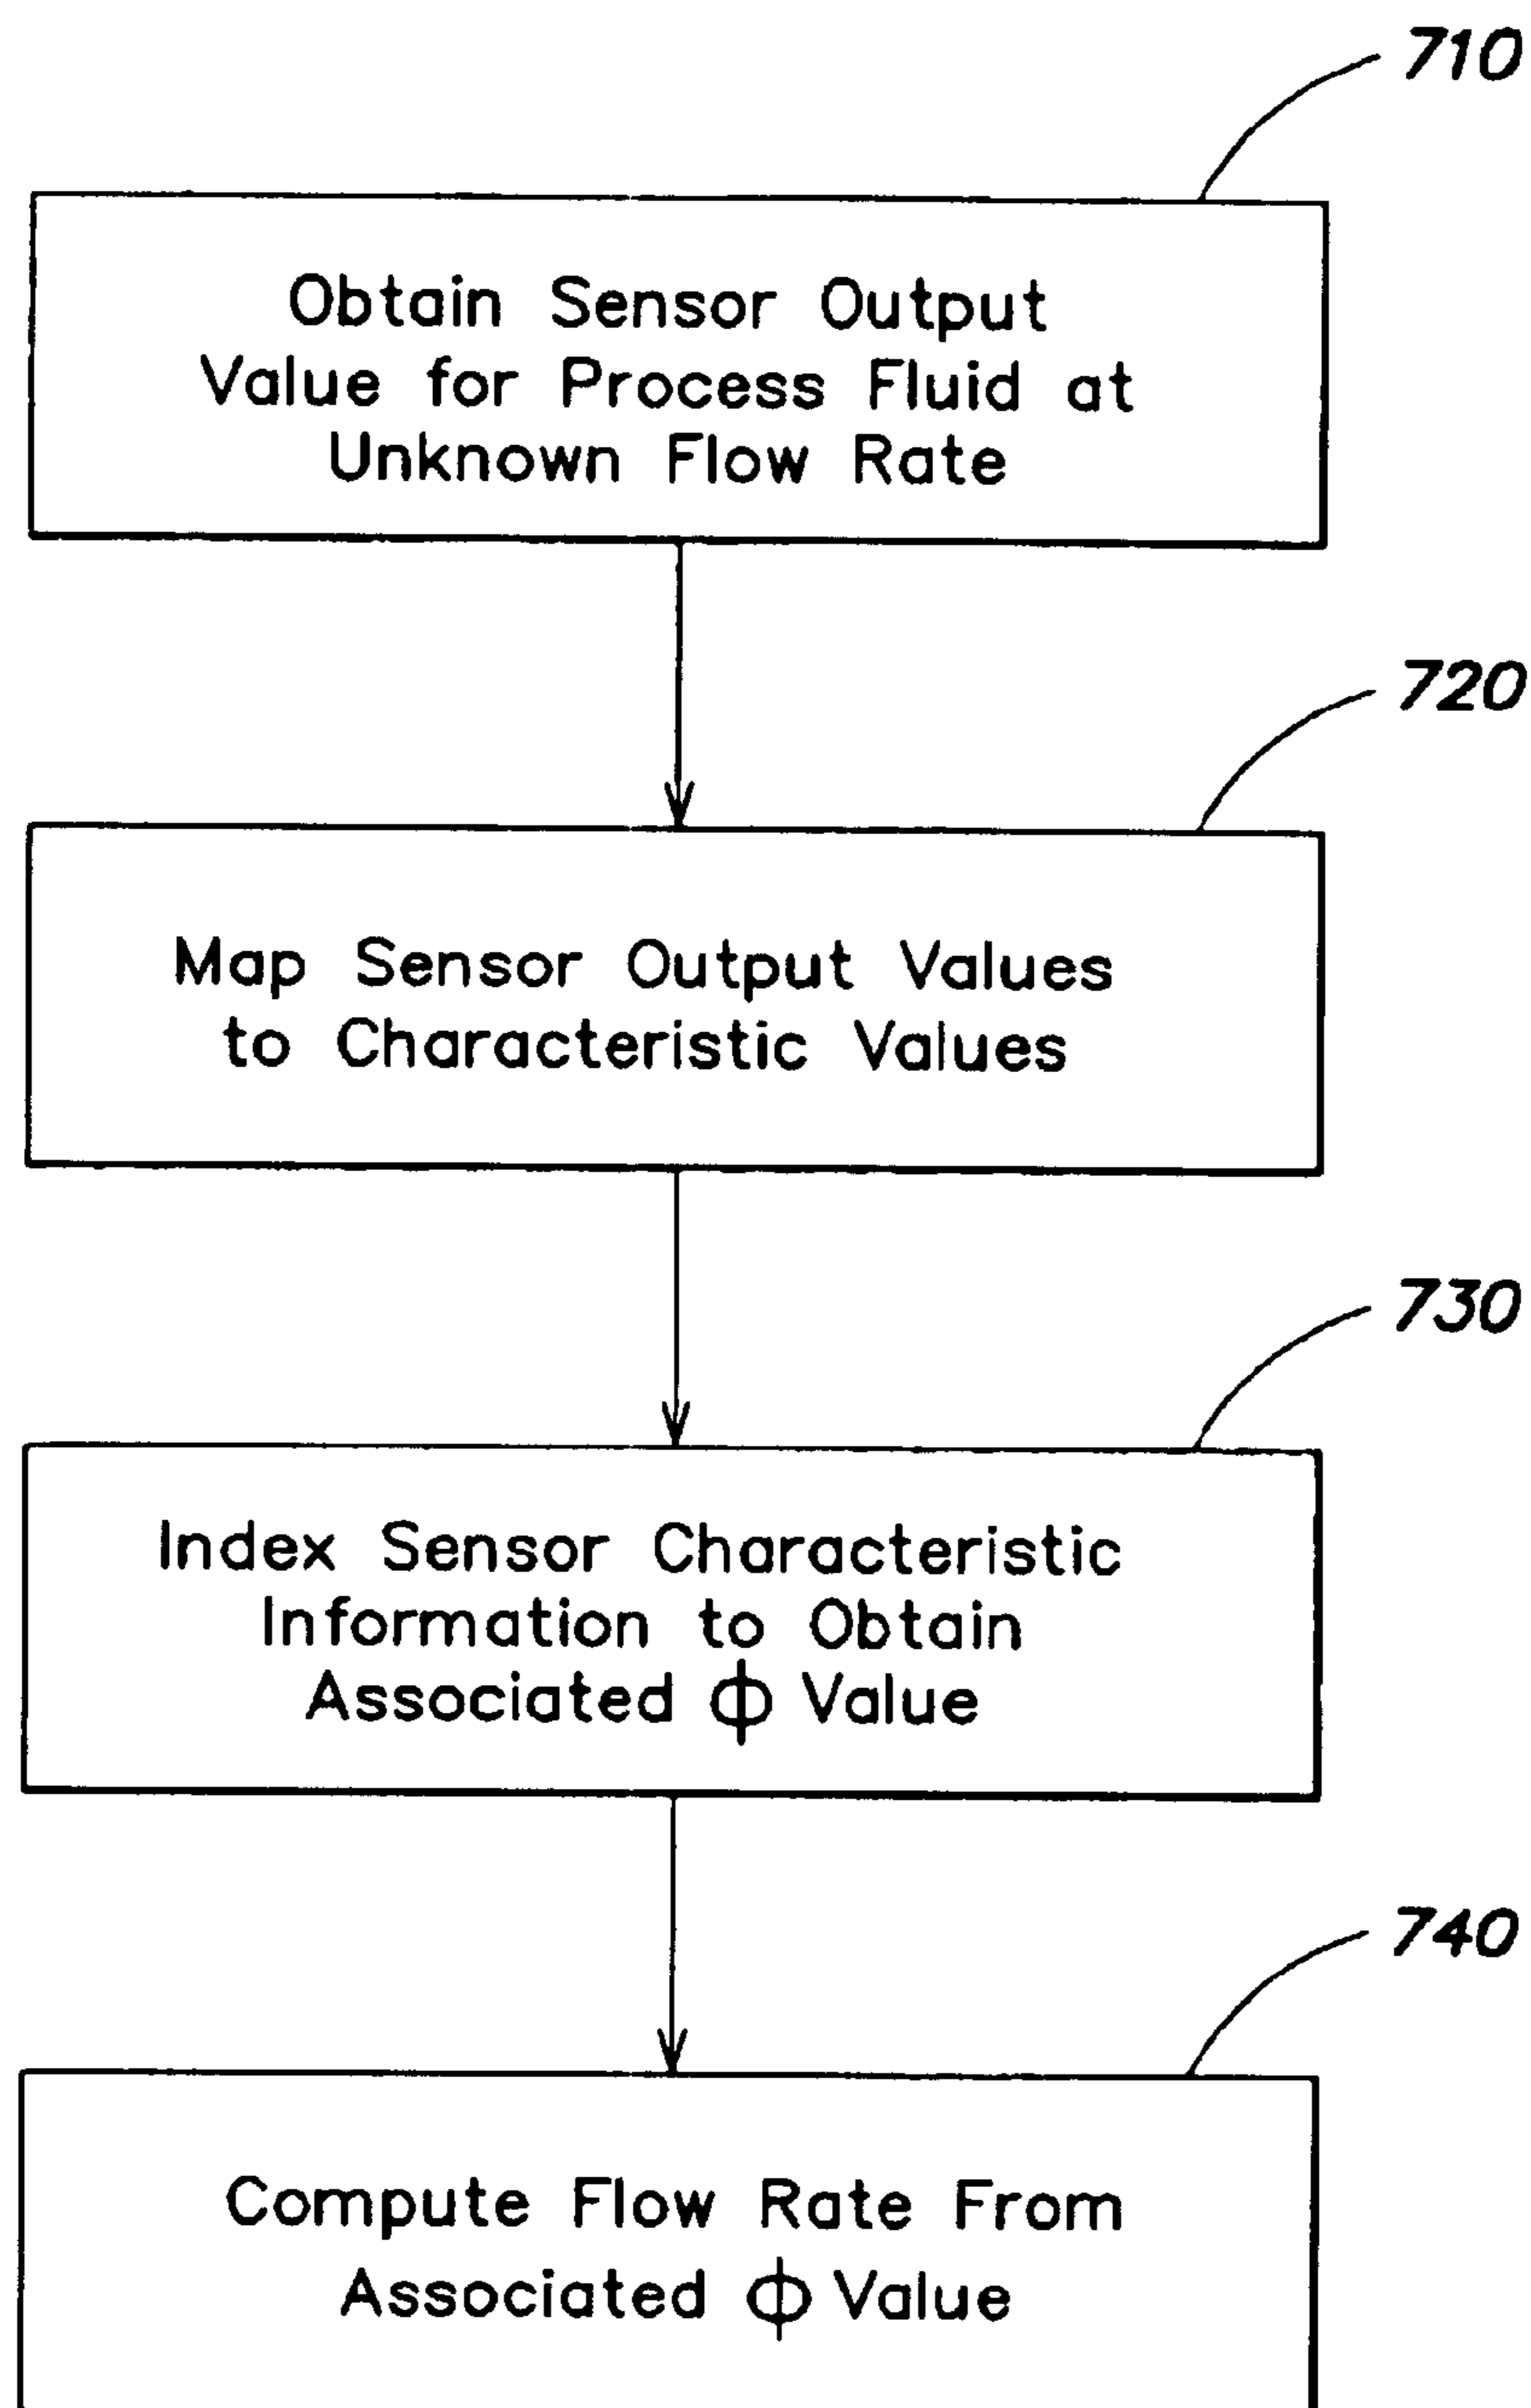 710
Obtain Sensor Output
Value for Process Fluid at
Unknown Flow Rate
720
Map Sensor Output Values
to Characteristic Values
730
Index Sensor Characteristic
Information to Obtain
Associated Φ Value
740
Compute Flow Rate From
Associated Φ Value